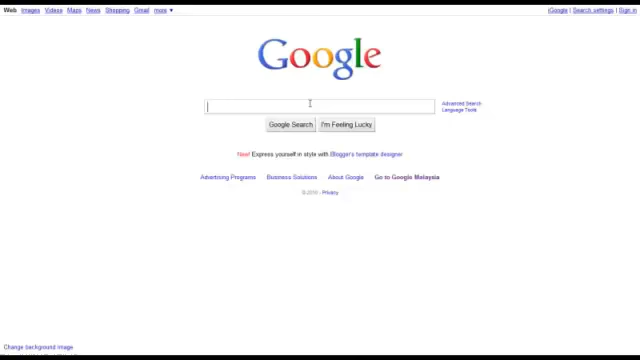 Web Images Videos Maps News Shopping Gmail more ▼
iGoogle | Search settings | Sign in
Google
Advanced Search
Language Tools
Google Search I'm Feeling Lucky
New! Express yourself in style with Blogger's template designer
Advertising Programs Business Solutions About Google Go to Google Malaysia
© 2010 - Privacy
Change background image